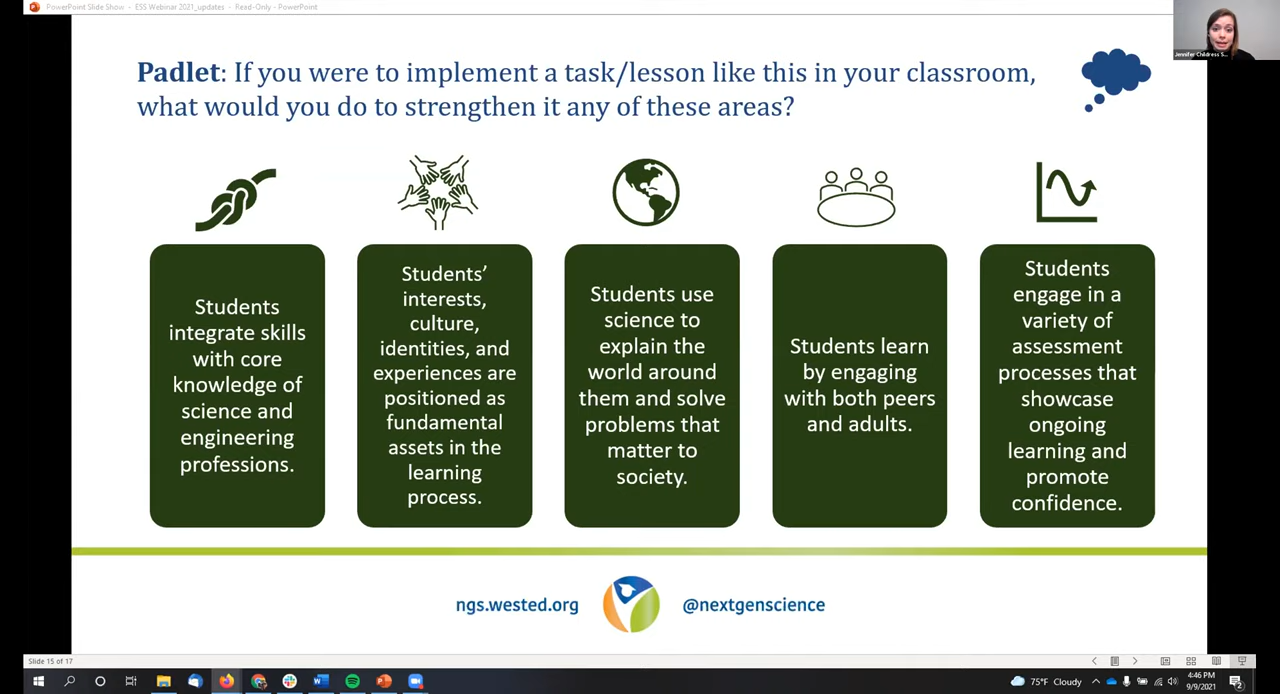 PowerPoint Slide Show - ESS Webinar 2021_updates - Read-Only - PowerPoint
Jennifer Childress S...
Padlet: If you were to implement a task/lesson like this in your classroom,
what would you do to strengthen it any of these areas?
Students
integrate skills
with core
knowledge of
science and
engineering
professions.
Students’
interests,
culture,
identities, and
experiences are
positioned as
fundamental
assets in the
learning
process.
Students use
science to
explain the
world around
them and solve
problems that
matter to
society.
Students learn
by engaging
with both peers
and adults.
Students
engage in a
variety of
assessment
processes that
showcase
ongoing
learning and
promote
confidence.
ngs.wested.org
@nextgenscience
Slide 15 of 17
75°F Cloudy
4:46 PM
9/9/2021
2